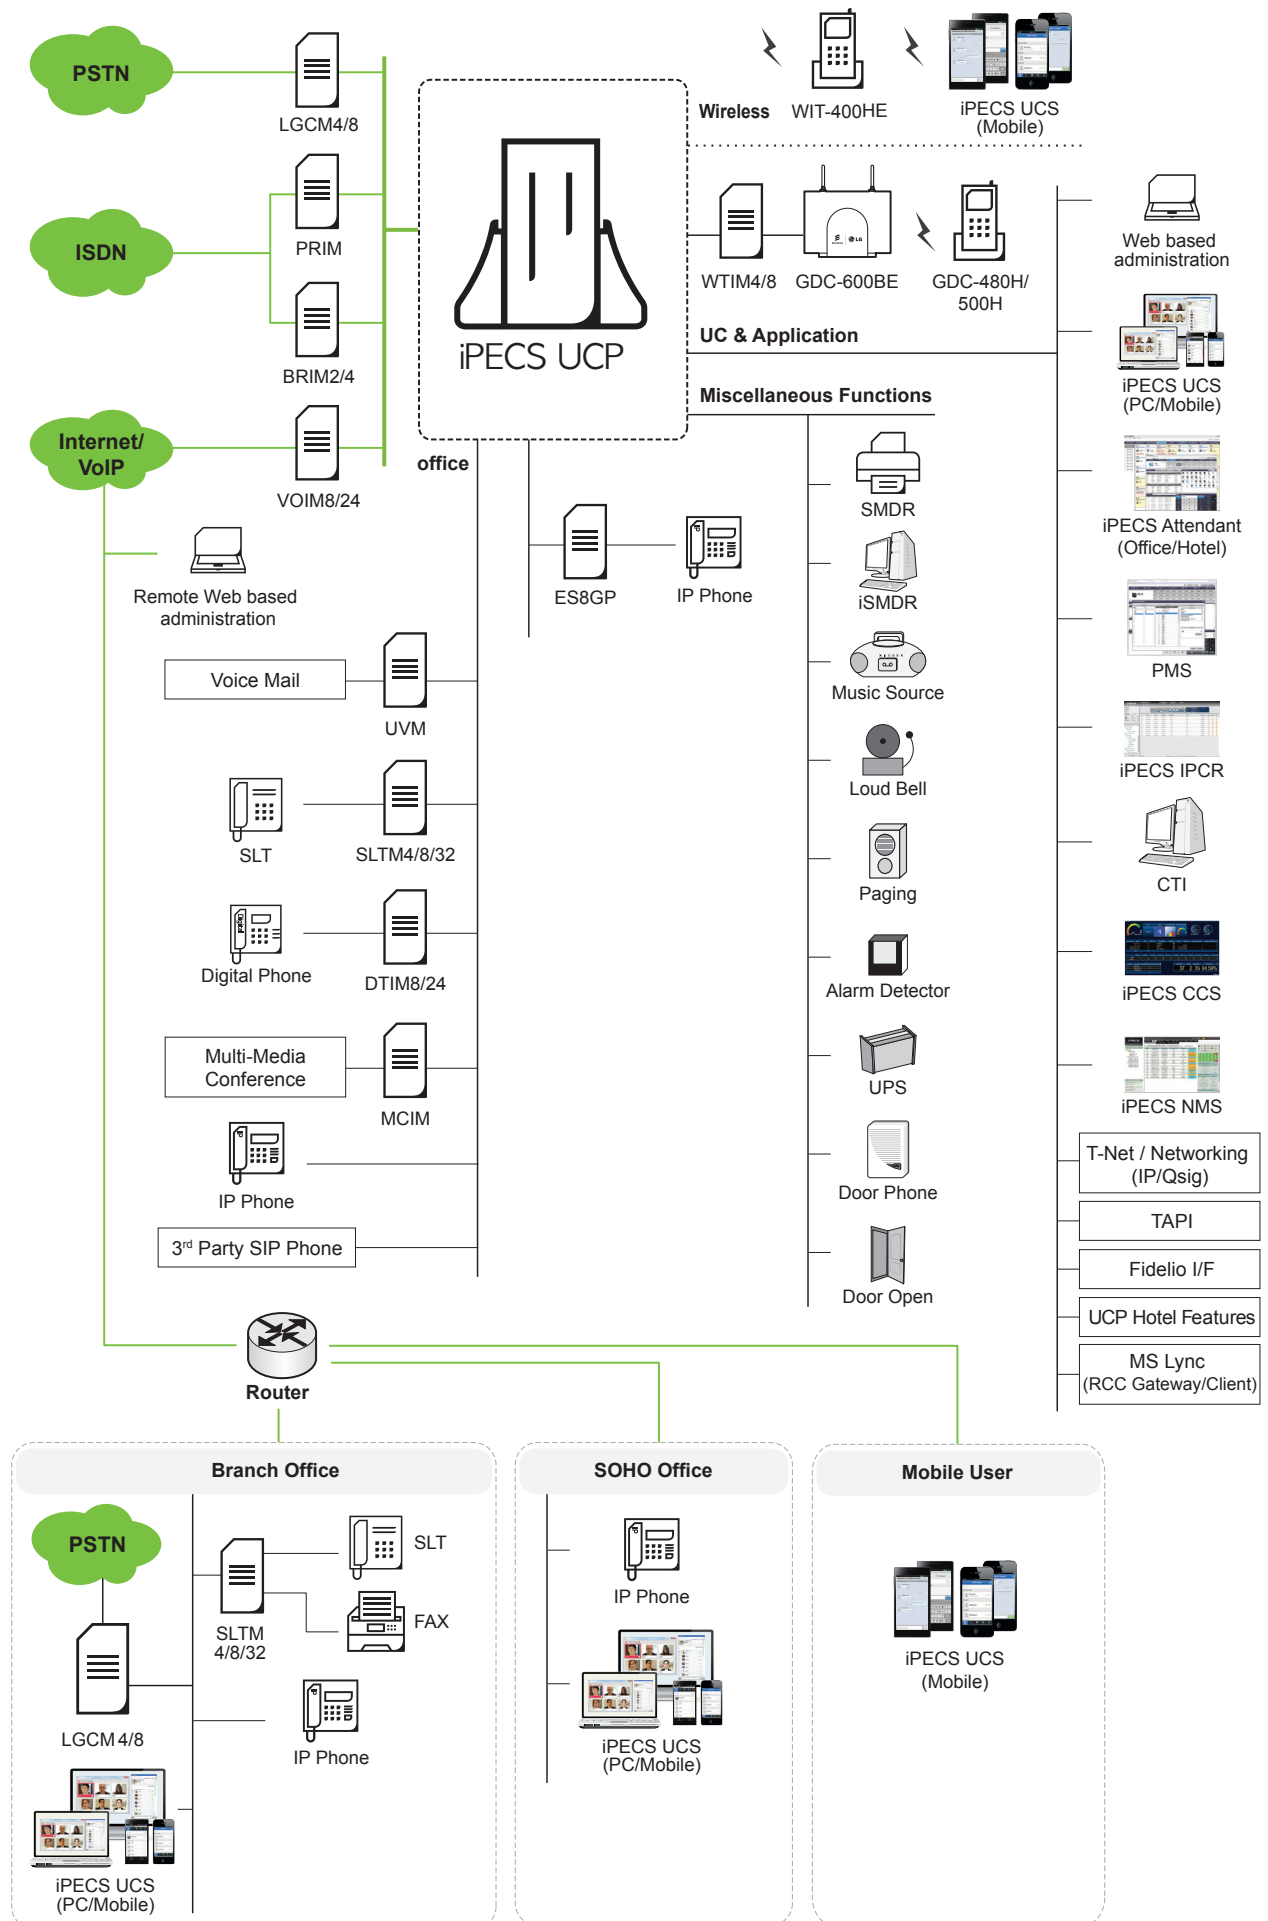 PSTN
LGCM4/8
ISDN
PRIM
BRIM2/4
Internet/
VoIP
VOIM8/24
Remote Web based
administration
iPECS UCP
Wireless
WIT-400HE
iPECS UCS
(Mobile)
WTIM4/8
GDC-600BE
LG
GDC-480H/
500H
UC & Application
Miscellaneous Functions
office
ES8GP
IP Phone
Voice Mail
UVM
SLT
SLTM4/8/32
Digital
Digital Phone
DTIM8/24
Multi-Media
Conference
MCIM
IP
IP Phone
3rd Party SIP Phone
SMDR
iSMDR
Music Source
Loud Bell
Paging
Alarm Detector
UPS
Door Phone
Door Open
Web based
administration
iPECS UCS
(PC/Mobile)
iPECS Attendant
(Office/Hotel)
PMS
iPECS IPCR
CTI
iPECS CCS
iPECS NMS
T-Net / Networking
(IP/Qsig)
TAPI
Fidelio I/F
UCP Hotel Features
MS Lync
(RCC Gateway/Client)
Router
Branch Office
PSTN
LGCM 4/8
SLTM
4/8/32
SLT
FAX
IP Phone
iPECS UCS
(PC/Mobile)
SOHO Office
IP Phone
iPECS UCS
(PC/Mobile)
Mobile User
iPECS UCS
(Mobile)